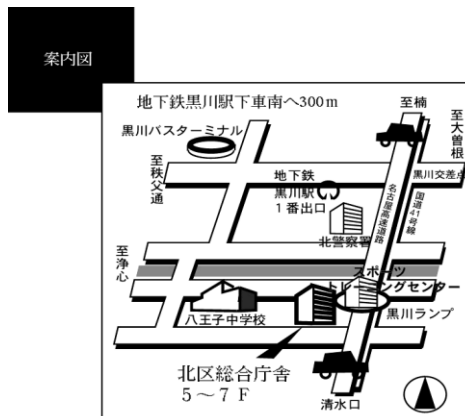 案内図
地下鉄黒川駅下車南へ300m
至楠
至大曽根
黒川バスターミナル
至秩父通
地下鉄
黒川駅
1番出口
黒川交差点
名古屋高速道路
国道41号線
北警察署
至浄心
スポーツ
トレーニングセンター
八王子中学校
黒川ランプ
北区総合庁舎
5〜7F
清水口